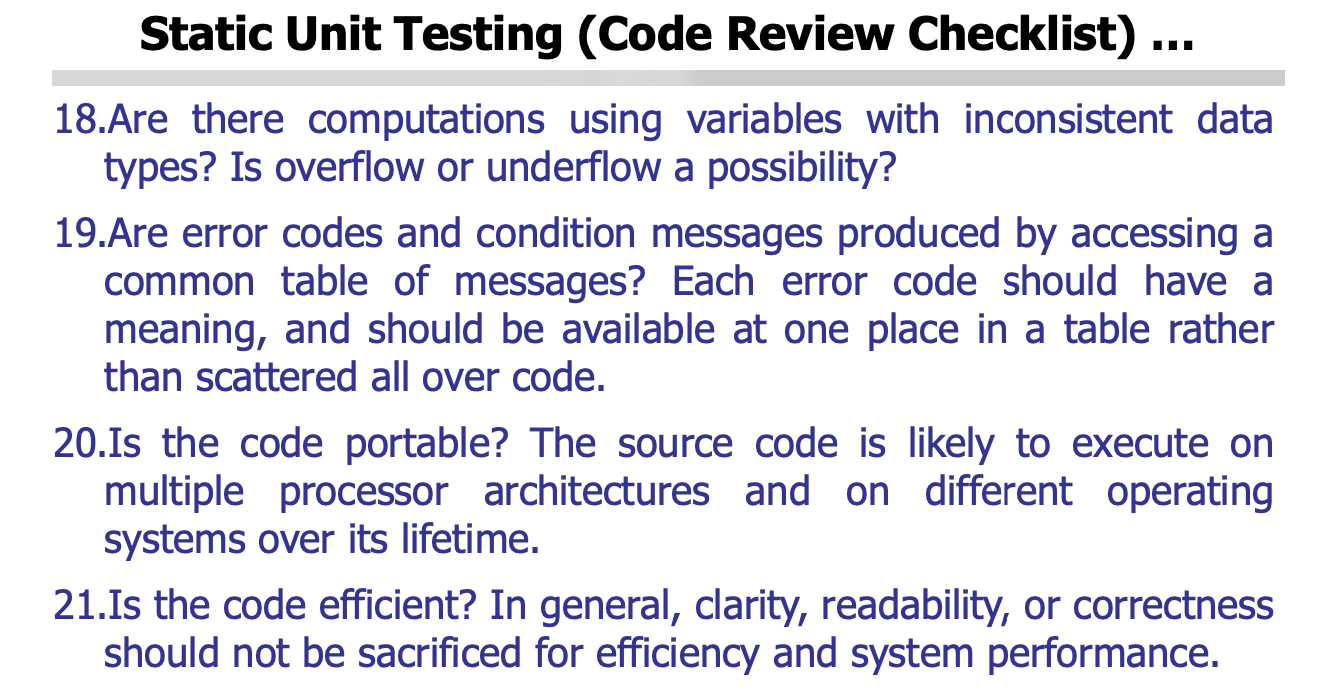 Static Unit Testing (Code Review Checklist) ...
18.Are there computations using variables with inconsistent data
types? Is overflow or underflow a possibility?
19.Are error codes and condition messages produced by accessing a
common table of messages? Each error code should have a
meaning, and should be available at one place in a table rather
than scattered all over code.
20.Is the code portable? The source code is likely to execute on
multiple processor architectures and on different operating
systems over its lifetime.
21.Is the code efficient? In general, clarity, readability, or correctness
should not be sacrificed for efficiency and system performance.